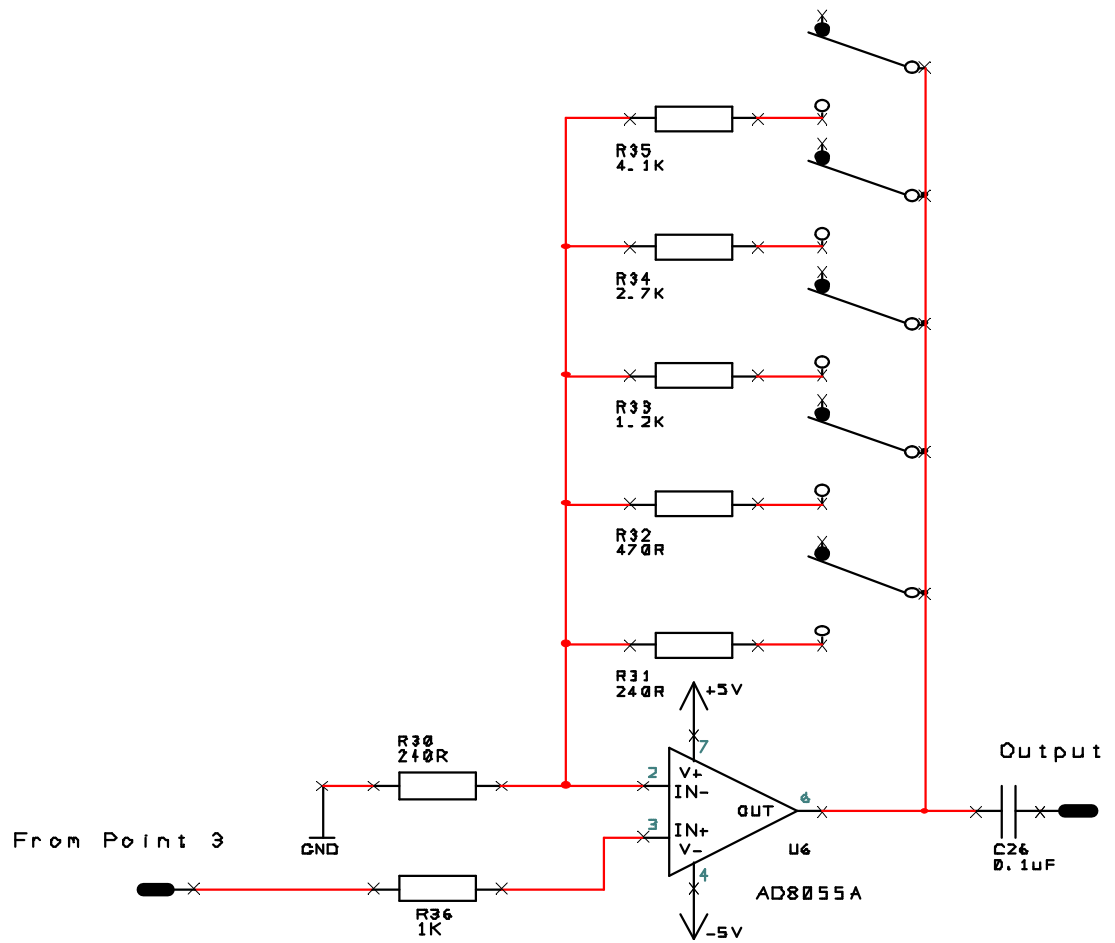 R35
4.1K
R34
2.7K
R33
1.2K
R32
470R
R31
240R
+5V
7
R30
240R
Output
2
V+
IN-
6
OUT
From Point 3
GND
3
IN+
V-
U6
C26
0.1uF
4
AD8055A
R36
1K
-5V